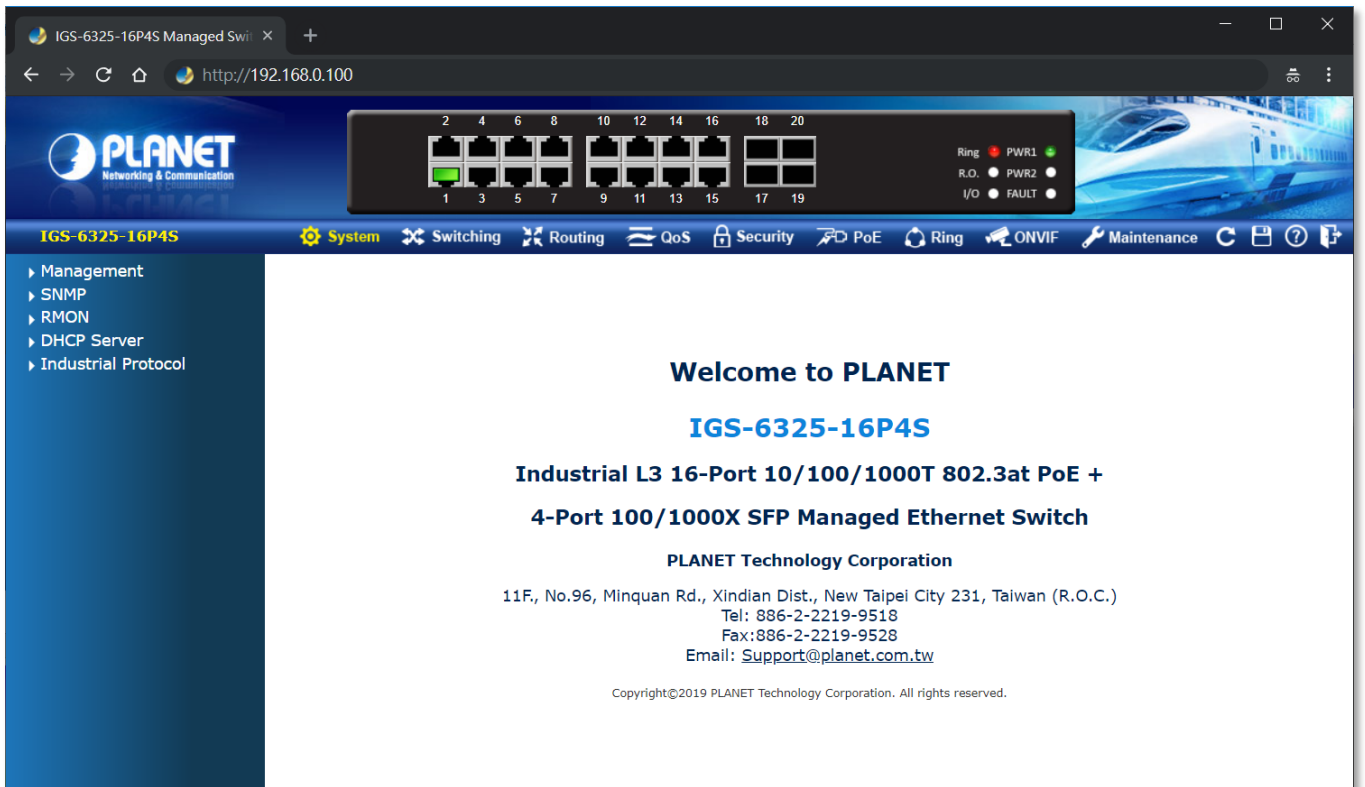 IGS-6325-16P4S Managed Swit
http://192.168.0.100
PLANET
Networking & Communication
2 4 6 8 10 12 14 16 18 20
1 3 5 7 9 11 13 15 17 19
Ring PWR1
R.O. PWR2
I/O FAULT
IGS-6325-16P4S
System Switching Routing QoS Security PoE Ring ONVIF Maintenance
Management
SNMP
RMON
DHCP Server
Industrial Protocol
Welcome to PLANET
IGS-6325-16P4S
Industrial L3 16-Port 10/100/1000T 802.3at PoE +
4-Port 100/1000X SFP Managed Ethernet Switch
PLANET Technology Corporation
11F., No.96, Minquan Rd., Xindian Dist., New Taipei City 231, Taiwan (R.O.C.)
Tel: 886-2-2219-9518
Fax:886-2-2219-9528
Email: Support@planet.com.tw
Copyright©2019 PLANET Technology Corporation. All rights reserved.